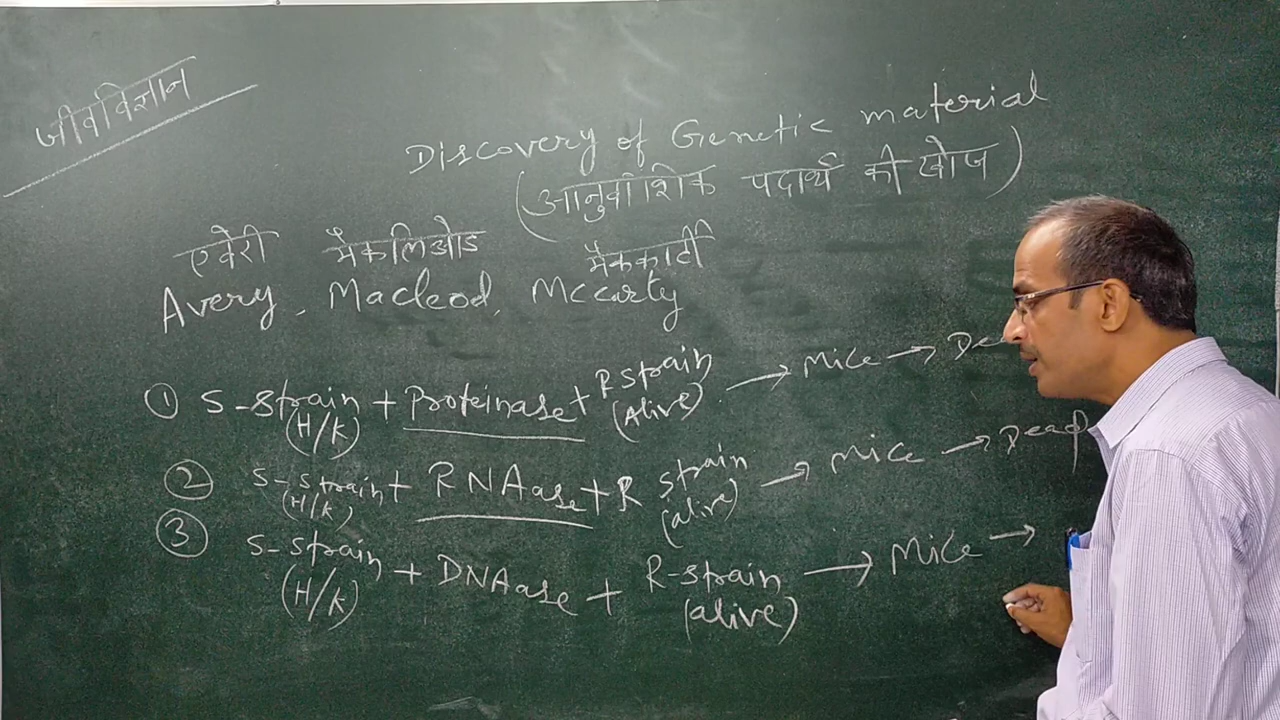 जीवविज्ञान
Discovery of Genetic material
(आनुवांशिक पदार्थ की खोज)
एवेरी मैकलिओड मैककार्टी
Avery, Macleod, Mccarty
① S-Strain (H/K) + Proteinase + R strain (Alive) → Mice →
② S-Strain (H/K) + RNAase + R strain (alive) → Mice → Dead
③ S-Strain (H/K) + DNAase + R-strain (alive) → Mice →